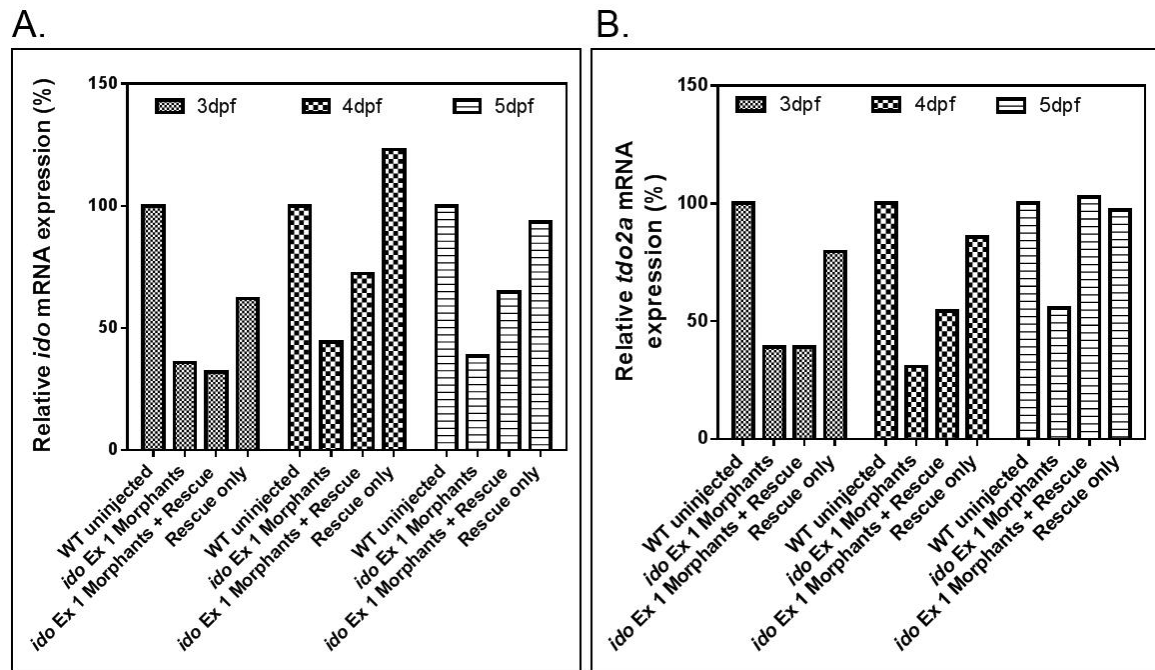 A.
Relative ido mRNA expression (%)
150
100
50
0
3dpf
4dpf
5dpf
WT uninjected
ido Ex 1 Morphants
ido Ex 1 Morphants + Rescue
Rescue only
WT uninjected
ido Ex 1 Morphants
ido Ex 1 Morphants + Rescue
Rescue only
WT uninjected
ido Ex 1 Morphants
ido Ex 1 Morphants + Rescue
Rescue only
B.
Relative tdo2a mRNA
expression (%)
150
100
50
0
3dpf
4dpf
5dpf
WT uninjected
ido Ex 1 Morphants
ido Ex 1 Morphants + Rescue
Rescue only
WT uninjected
ido Ex 1 Morphants
ido Ex 1 Morphants + Rescue
Rescue only
WT uninjected
ido Ex 1 Morphants
ido Ex 1 Morphants + Rescue
Rescue only